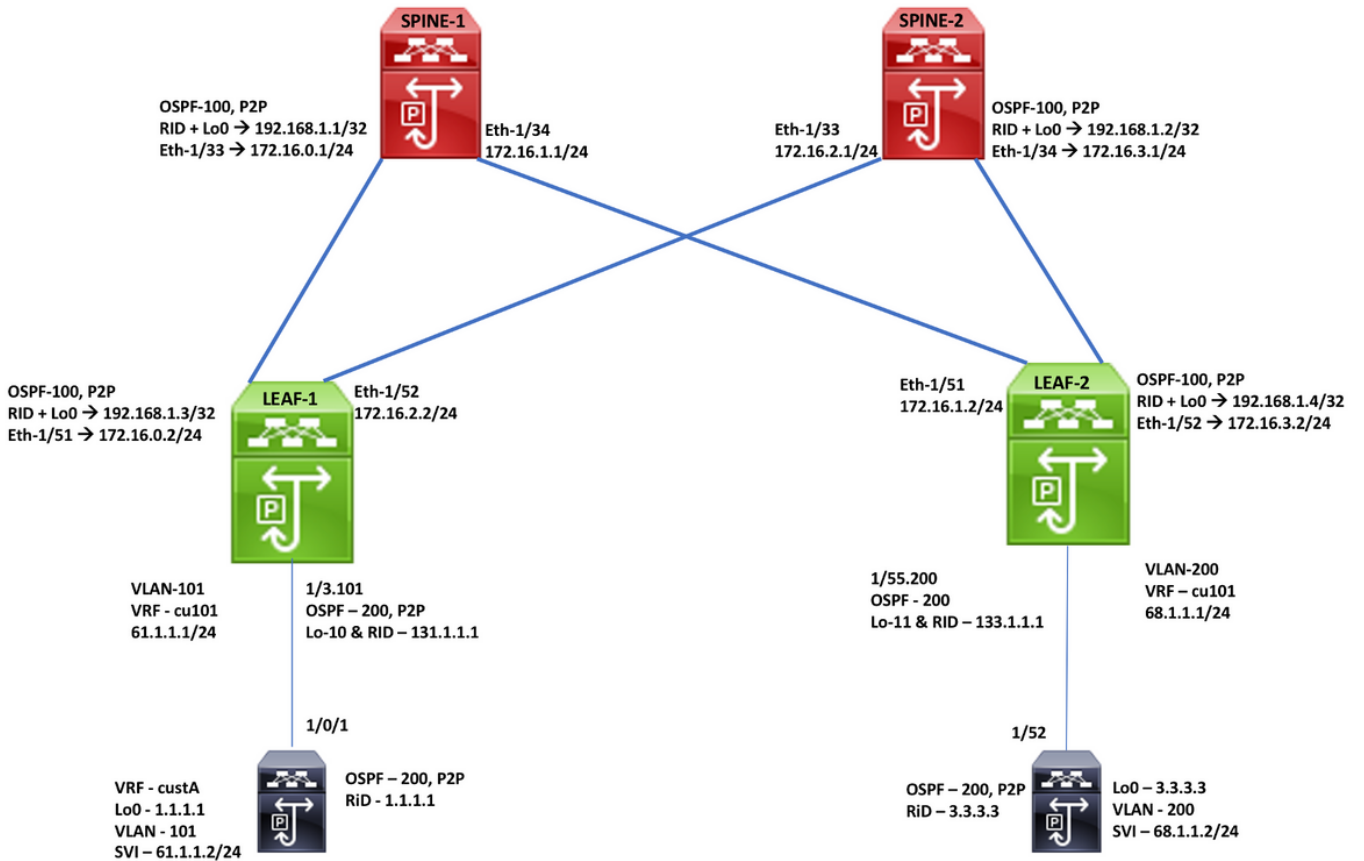 SPINE-1
SPINE-2
OSPF-100, P2P
RID + Lo0 → 192.168.1.1/32
Eth-1/33 → 172.16.0.1/24
P
Eth-1/34
172.16.1.1/24
Eth-1/33
172.16.2.1/24
P
OSPF-100, P2P
RID + Lo0 → 192.168.1.2/32
Eth-1/34 → 172.16.3.1/24
OSPF-100, P2P
RID + Lo0 → 192.168.1.3/32
Eth-1/51 → 172.16.0.2/24
LEAF-1
P
Eth-1/52
172.16.2.2/24
Eth-1/51
172.16.1.2/24
LEAF-2
P
OSPF-100, P2P
RID + Lo0 → 192.168.1.4/32
Eth-1/52 → 172.16.3.2/24
VLAN-101
VRF - cu101
61.1.1.1/24
1/3.101
OSPF – 200, P2P
Lo-10 & RID – 131.1.1.1
1/55.200
OSPF - 200
Lo-11 & RID – 133.1.1.1
VLAN-200
VRF – cu101
68.1.1.1/24
1/0/1
1/52
VRF - custA
Lo0 - 1.1.1.1
VLAN - 101
SVI – 61.1.1.2/24
P
OSPF – 200, P2P
RiD - 1.1.1.1
OSPF – 200, P2P
RiD – 3.3.3.3
P
Lo0 – 3.3.3.3
VLAN - 200
SVI – 68.1.1.2/24